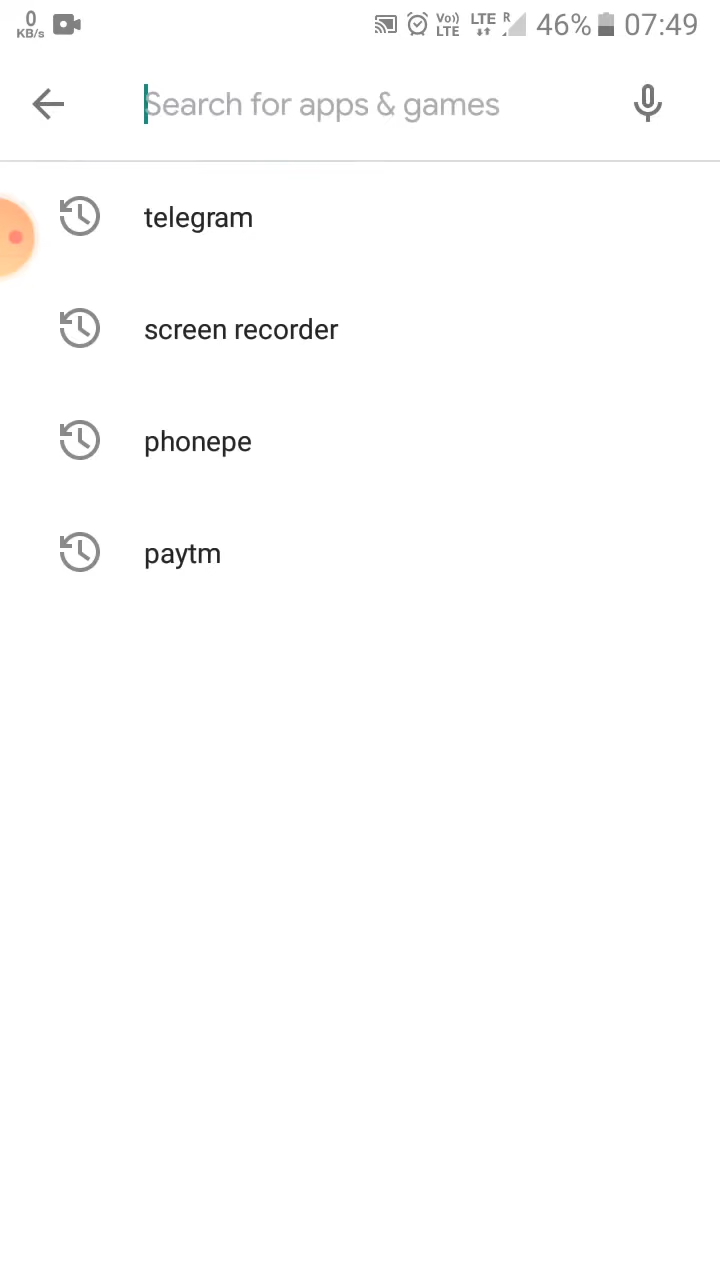 0
KB/s
Vo)) LTE
LTE R
46%
07:49
Search for apps & games
telegram
screen recorder
phonepe
paytm